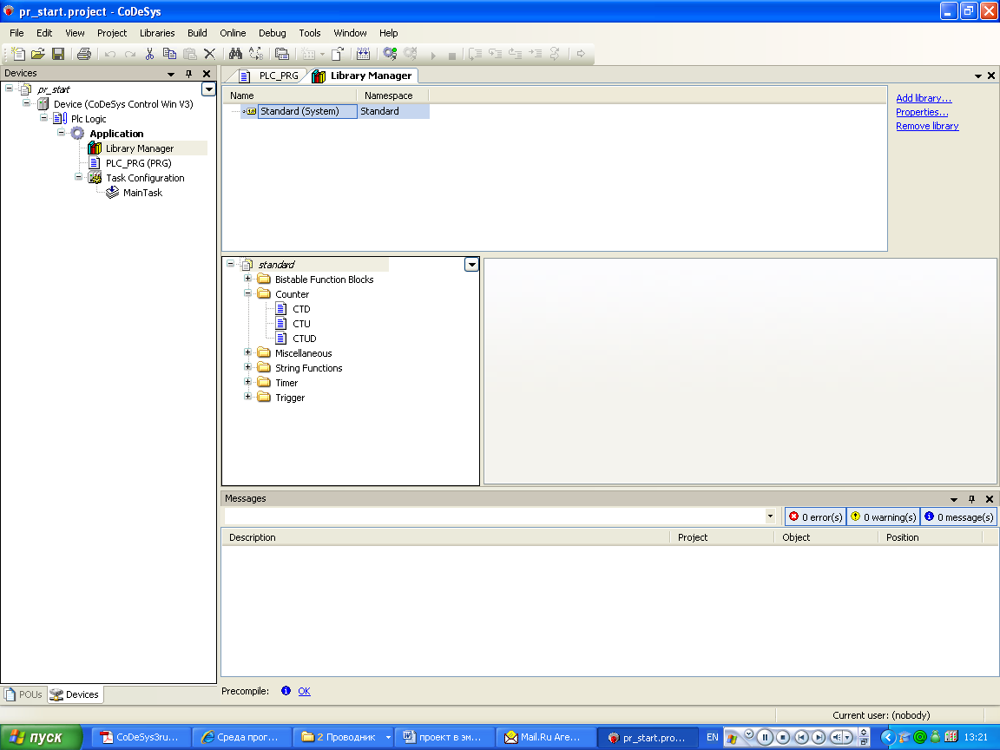 pr_start.project - CoDeSys
File Edit View Project Libraries Build Online Debug Tools Window Help
Devices
pr_start
Device (CoDeSys Control Win V3)
Plc Logic
Application
Library Manager
PLC_PRG (PRG)
Task Configuration
MainTask
POUs Devices
PLC_PRG Library Manager
Name Namespace
Standard (System) Standard
Add library...
Properties...
Remove library
standard
Bistable Function Blocks
Counter
CTD
CTU
CTUD
Miscellaneous
String Functions
Timer
Trigger
Messages
0 error(s) 0 warning(s) 0 message(s)
Description Project Object Position
Precompile: OK
Current user: (nobody)
пуск CoDeSys3ru... Среда прог... 2 Проводник проект в эм... Mail.Ru Аге... pr_start.pro... EN 13:21